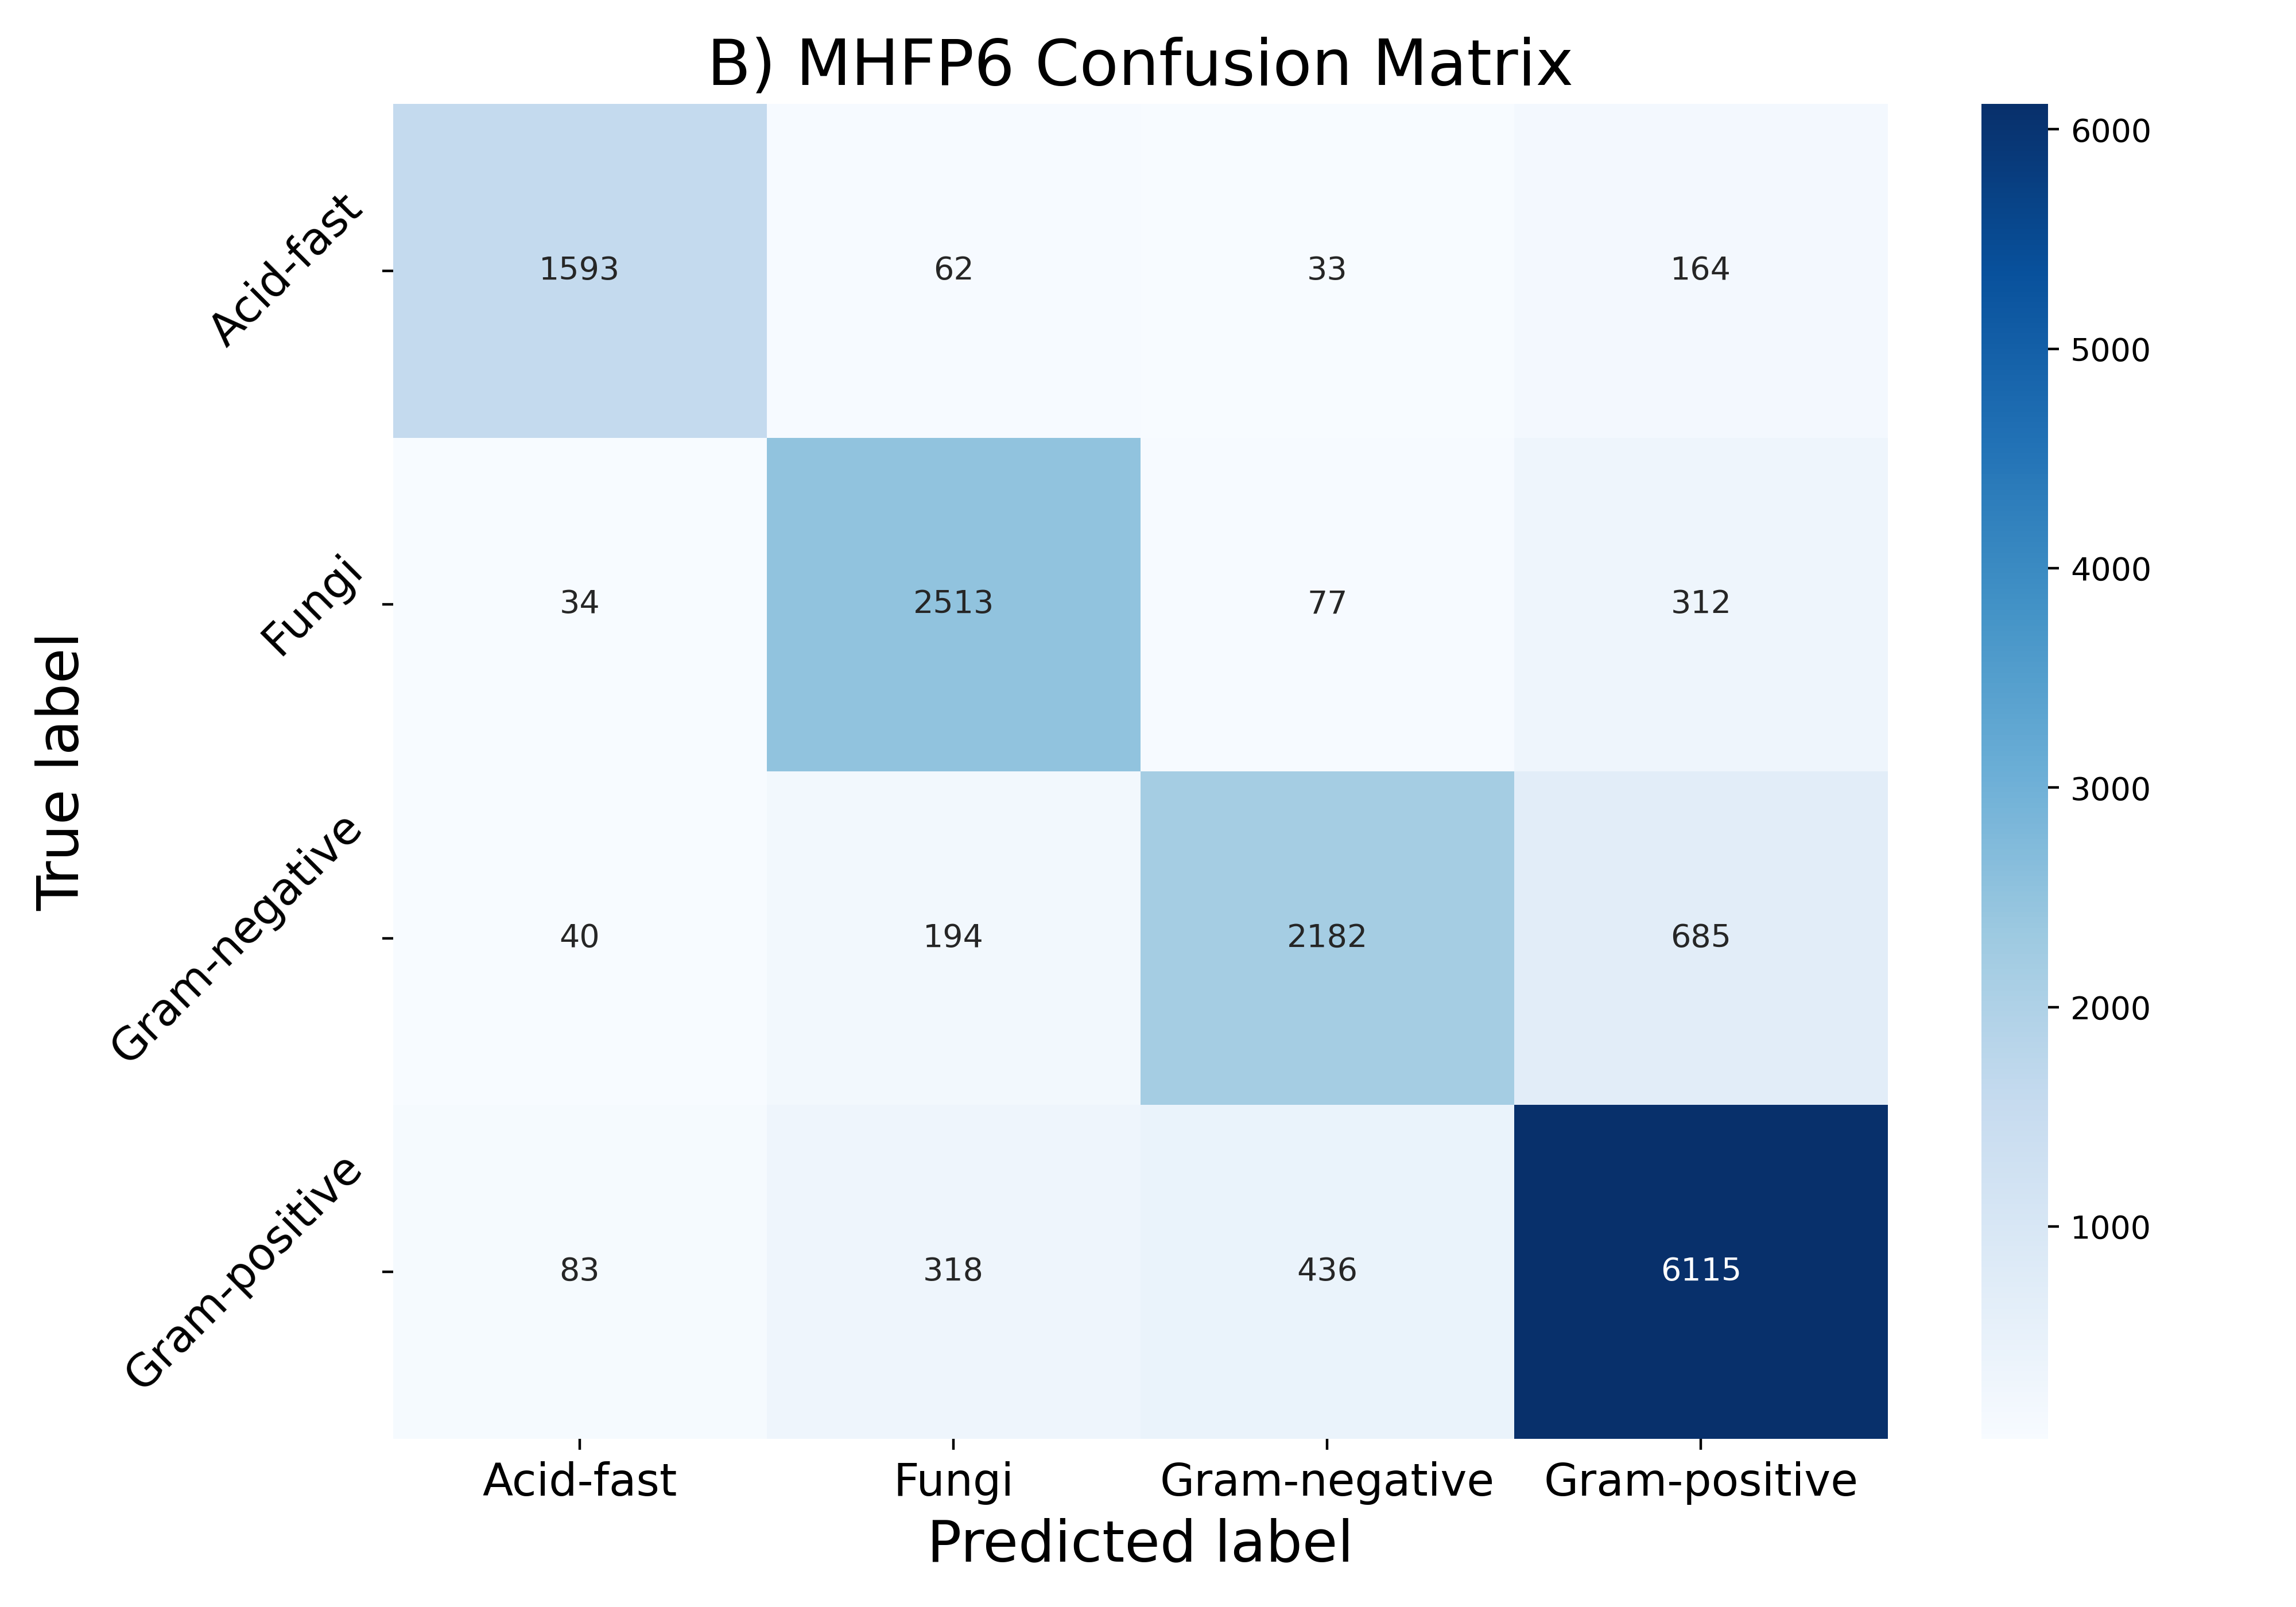 B) MHFP6 Confusion Matrix
True label
Acid-fast
1593 62 33 164
Fungi
34 2513 77 312
Gram-negative
40 194 2182 685
Gram-positive
83 318 436 6115
Acid-fast Fungi Gram-negative Gram-positive
Predicted label
6000
5000
4000
3000
2000
1000